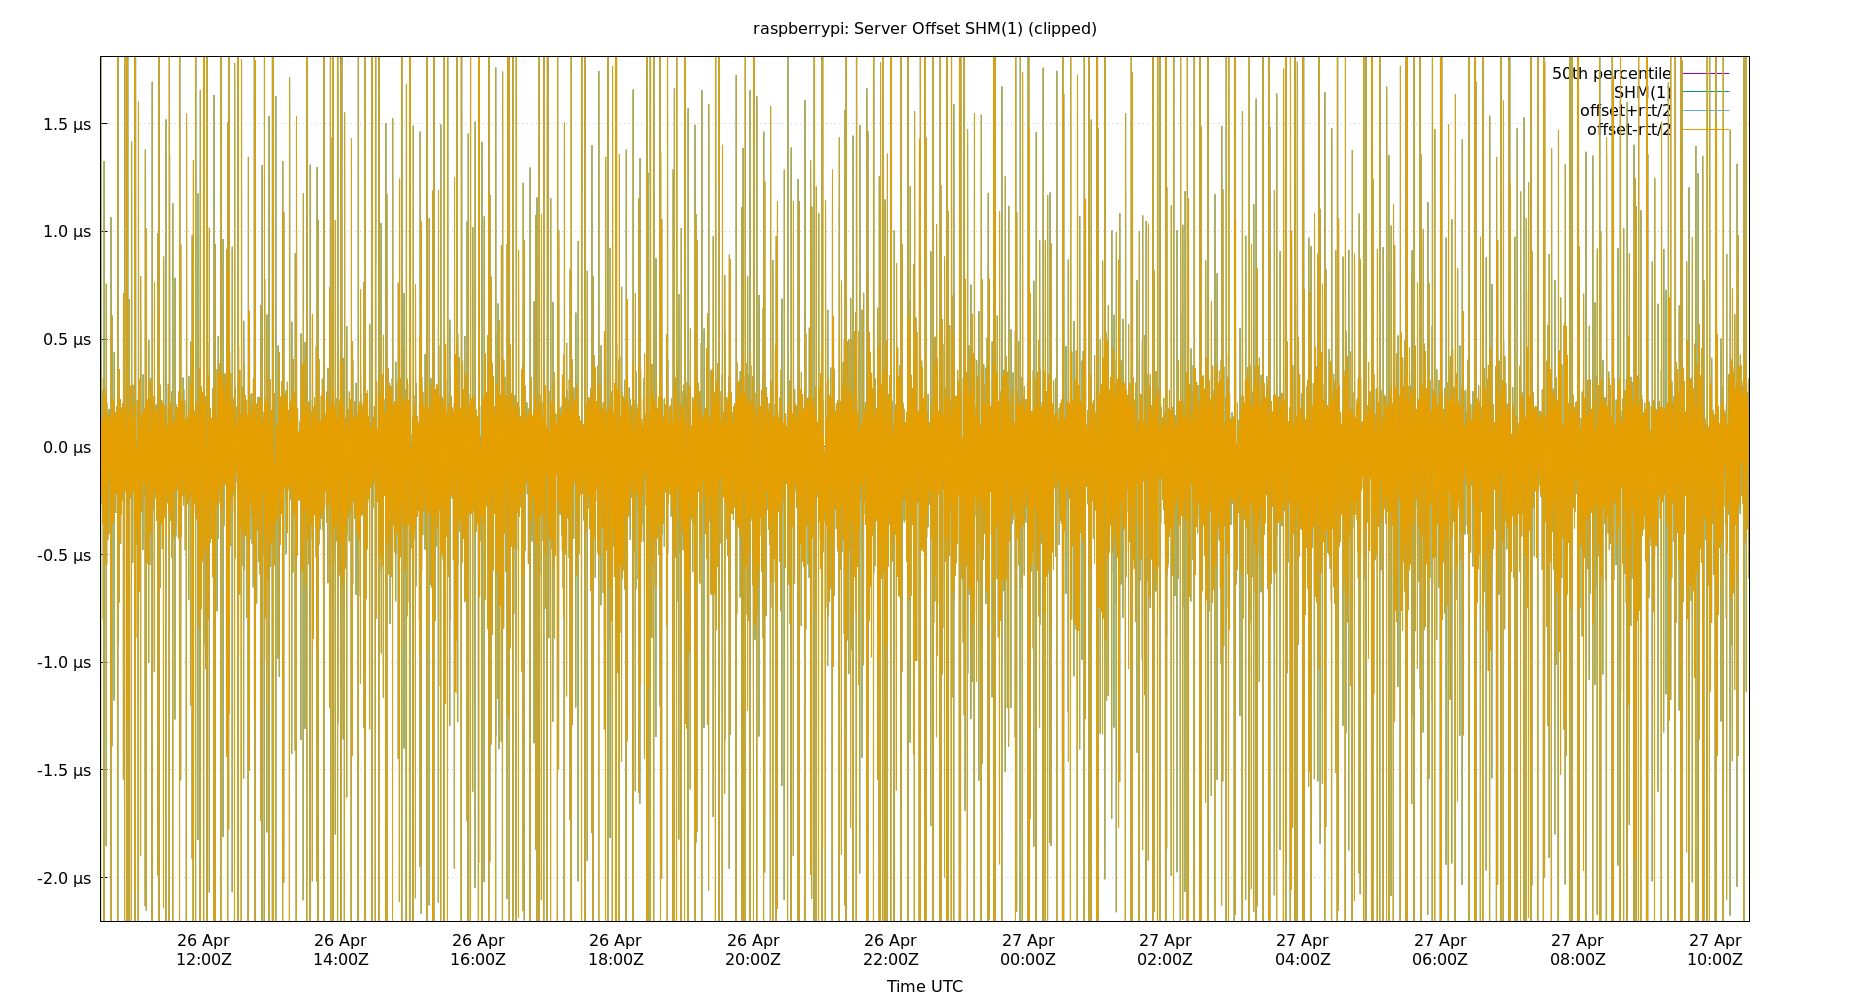 raspberrypi: Server Offset SHM(1) (clipped)
50th percentile
SHM(1)
offset+rtt/2
offset-rtt/2
1.5 µs
1.0 µs
0.5 µs
0.0 µs
-0.5 µs
-1.0 µs
-1.5 µs
-2.0 µs
26 Apr 26 Apr 26 Apr 26 Apr 26 Apr 26 Apr 27 Apr 27 Apr 27 Apr 27 Apr 27 Apr 27 Apr
12:00Z 14:00Z 16:00Z 18:00Z 20:00Z 22:00Z 00:00Z 02:00Z 04:00Z 06:00Z 08:00Z 10:00Z
Time UTC